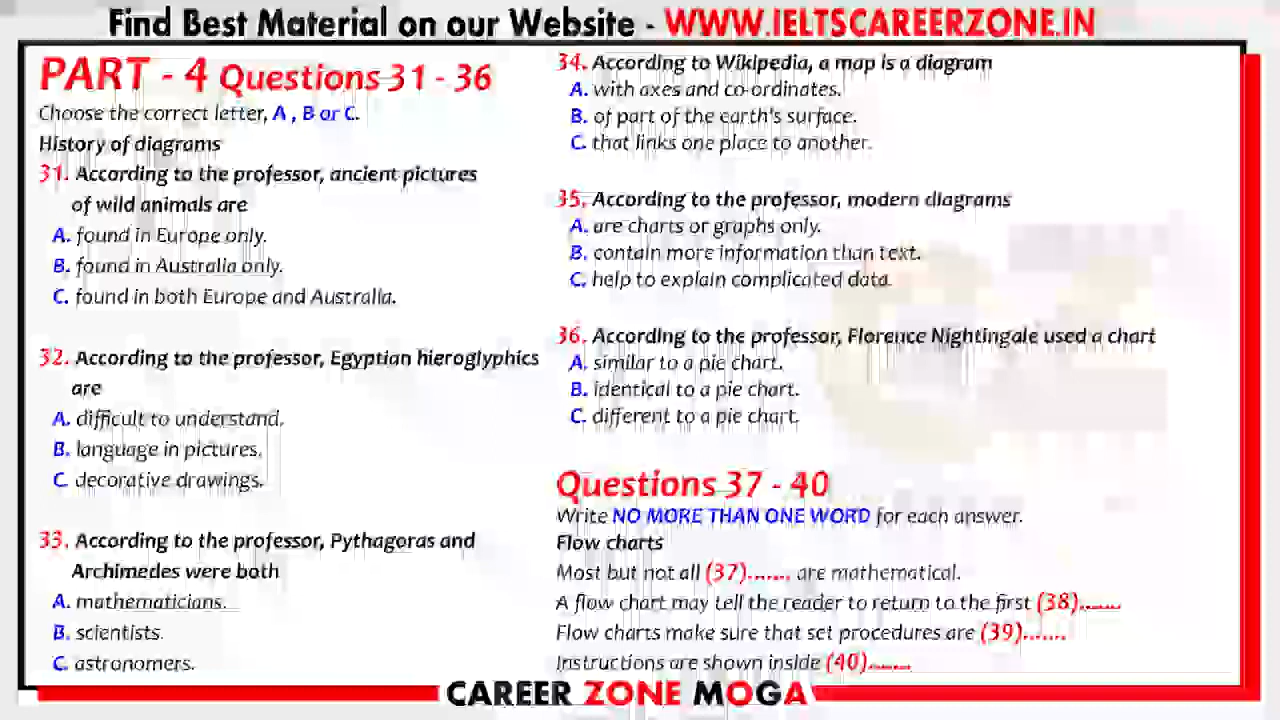 Find Best Material on our Website - WWW.IELTSCAREERZONE.IN
PART - 4 Questions 31 - 36
Choose the correct letter, A , B or C.
History of diagrams
31. According to the professor, ancient pictures
of wild animals are
A. found in Europe only.
B. found in Australia only.
C. found in both Europe and Australia.
32. According to the professor, Egyptian hieroglyphics
are
A. difficult to understand.
B. language in pictures.
C. decorative drawings.
33. According to the professor, Pythagoras and
Archimedes were both
A. mathematicians.
B. scientists.
C. astronomers.
34. According to Wikipedia, a map is a diagram
A. with axes and co-ordinates.
B. of part of the earth's surface.
C. that links one place to another.
35. According to the professor, modern diagrams
A. are charts or graphs only.
B. contain more information than text.
C. help to explain complicated data.
36. According to the professor, Florence Nightingale used a chart
A. similar to a pie chart.
B. identical to a pie chart.
C. different to a pie chart.
Questions 37 - 40
Write NO MORE THAN ONE WORD for each answer.
Flow charts
Most but not all (37)....... are mathematical.
A flow chart may tell the reader to return to the first (38).......
Flow charts make sure that set procedures are (39).......
Instructions are shown inside (40).......
CAREER ZONE MOGA